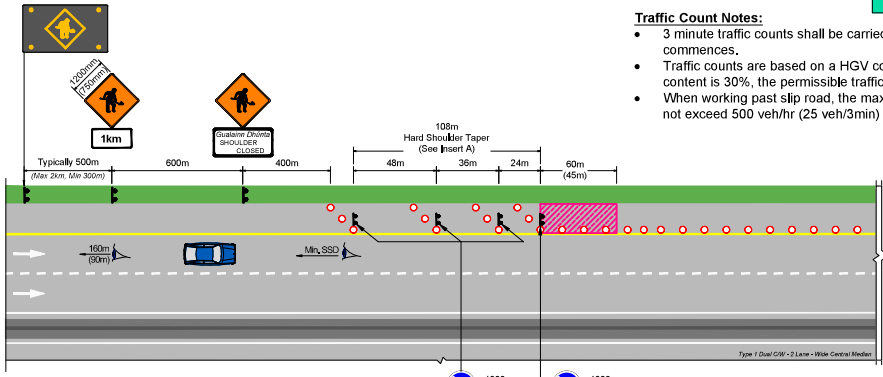 Traffic Count Notes:
• 3 minute traffic counts shall be carried
commences.
• Traffic counts are based on a HGV co
content is 30%, the permissible traffic
• When working past slip road, the max
not exceed 500 veh/hr (25 veh/3min)
1200mm
(750mm)
1km
Gualainn Dhúnta
SHOULDER
CLOSED
108m
Hard Shoulder Taper
(See Insert A)
Typically 500m
(Max 2km, Min 300m)
600m
400m
48m
36m
24m
60m
(45m)
160m
(90m)
Min. SSD
Type 1 Dual C/W - 2 Lane - Wide Central Median